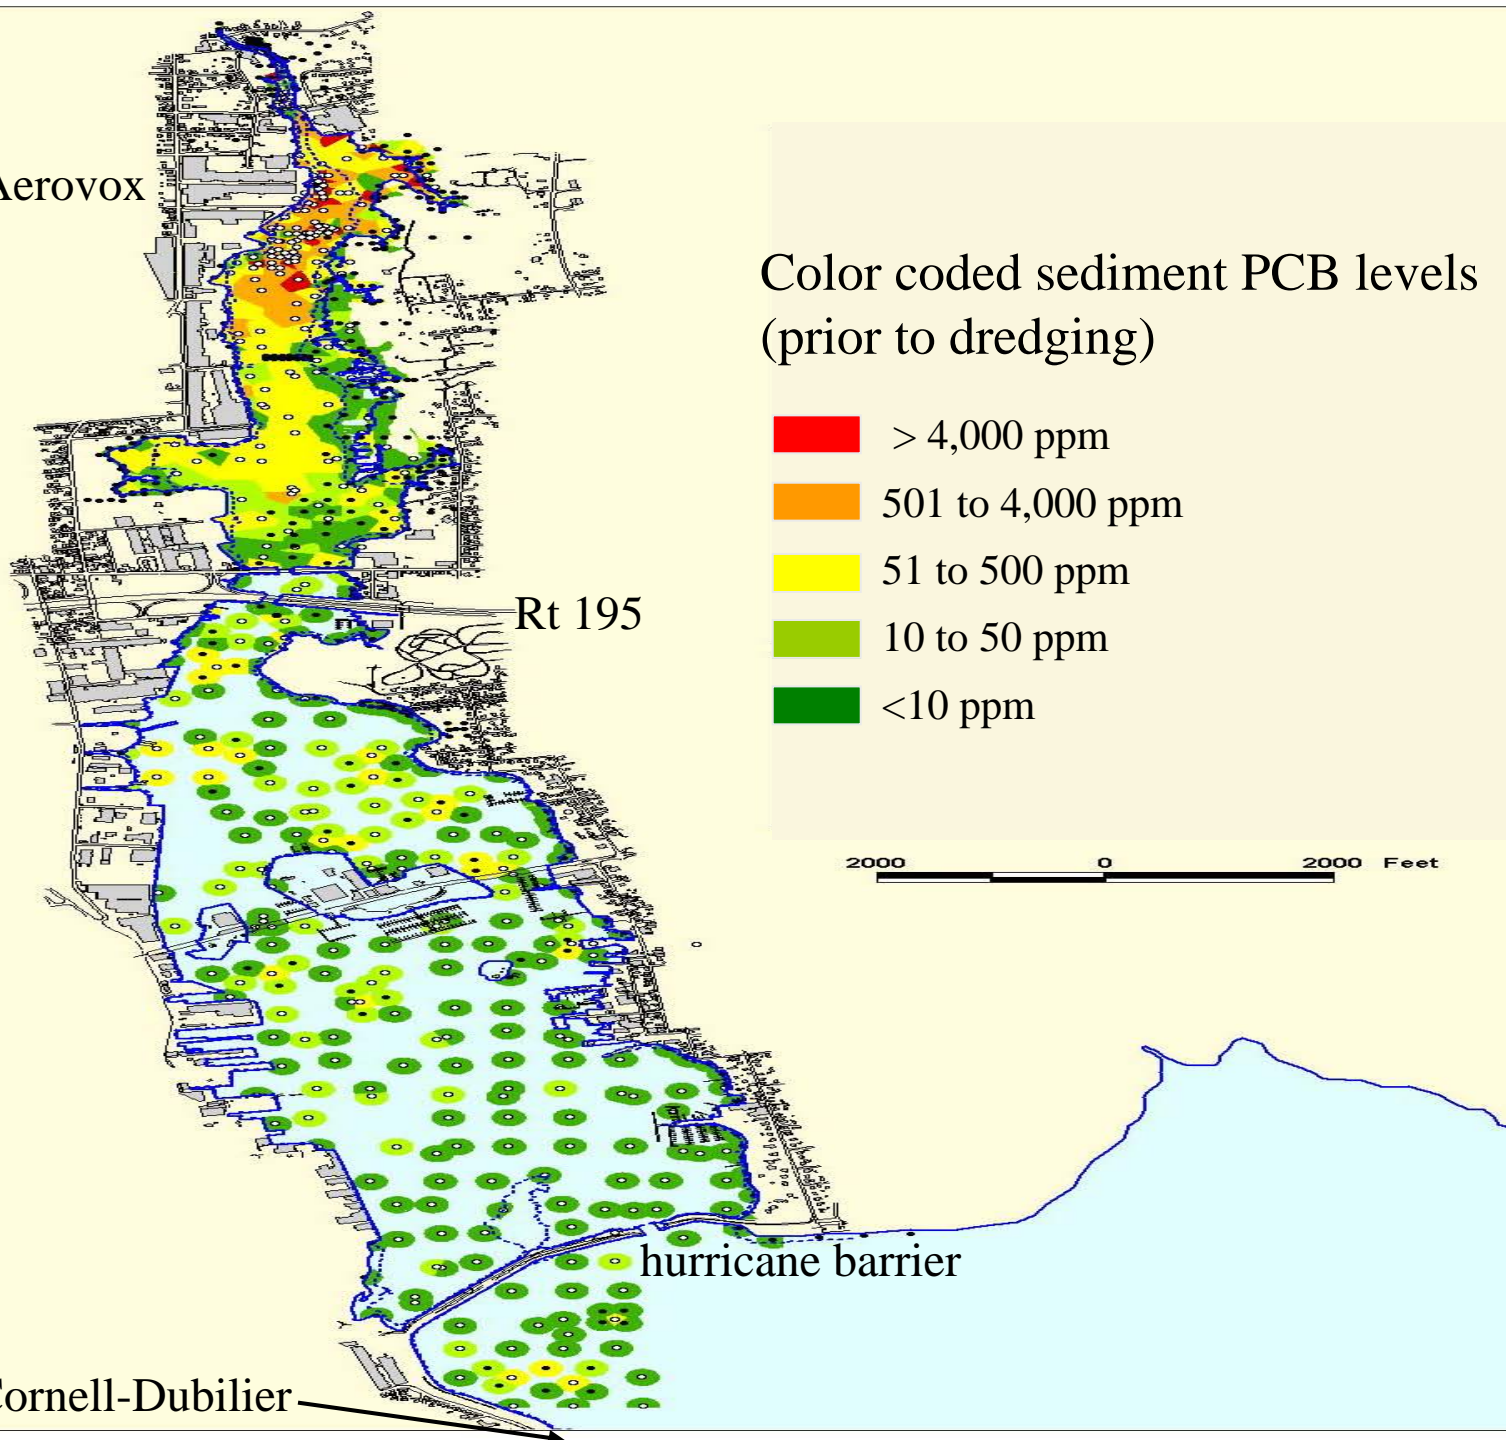 Aerovox
Color coded sediment PCB levels
(prior to dredging)
> 4,000 ppm
501 to 4,000 ppm
51 to 500 ppm
Rt 195
10 to 50 ppm
<10 ppm
2000 0 2000 Feet
hurricane barrier
Cornell-Dubilier